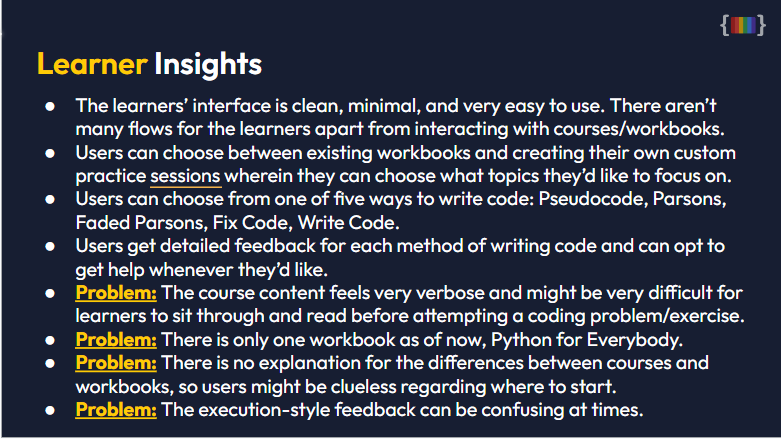 Learner Insights
● The learners' interface is clean, minimal, and very easy to use. There aren't
many flows for the learners apart from interacting with courses/workbooks.
● Users can choose between existing workbooks and creating their own custom
practice sessions wherein they can choose what topics they'd like to focus on.
● Users can choose from one of five ways to write code: Pseudocode, Parsons,
Faded Parsons, Fix Code, Write Code.
● Users get detailed feedback for each method of writing code and can opt to
get help whenever they'd like.
● Problem: The course content feels very verbose and might be very difficult for
learners to sit through and read before attempting a coding problem/exercise.
● Problem: There is only one workbook as of now, Python for Everybody.
● Problem: There is no explanation for the differences between courses and
workbooks, so users might be clueless regarding where to start.
● Problem: The execution-style feedback can be confusing at times.